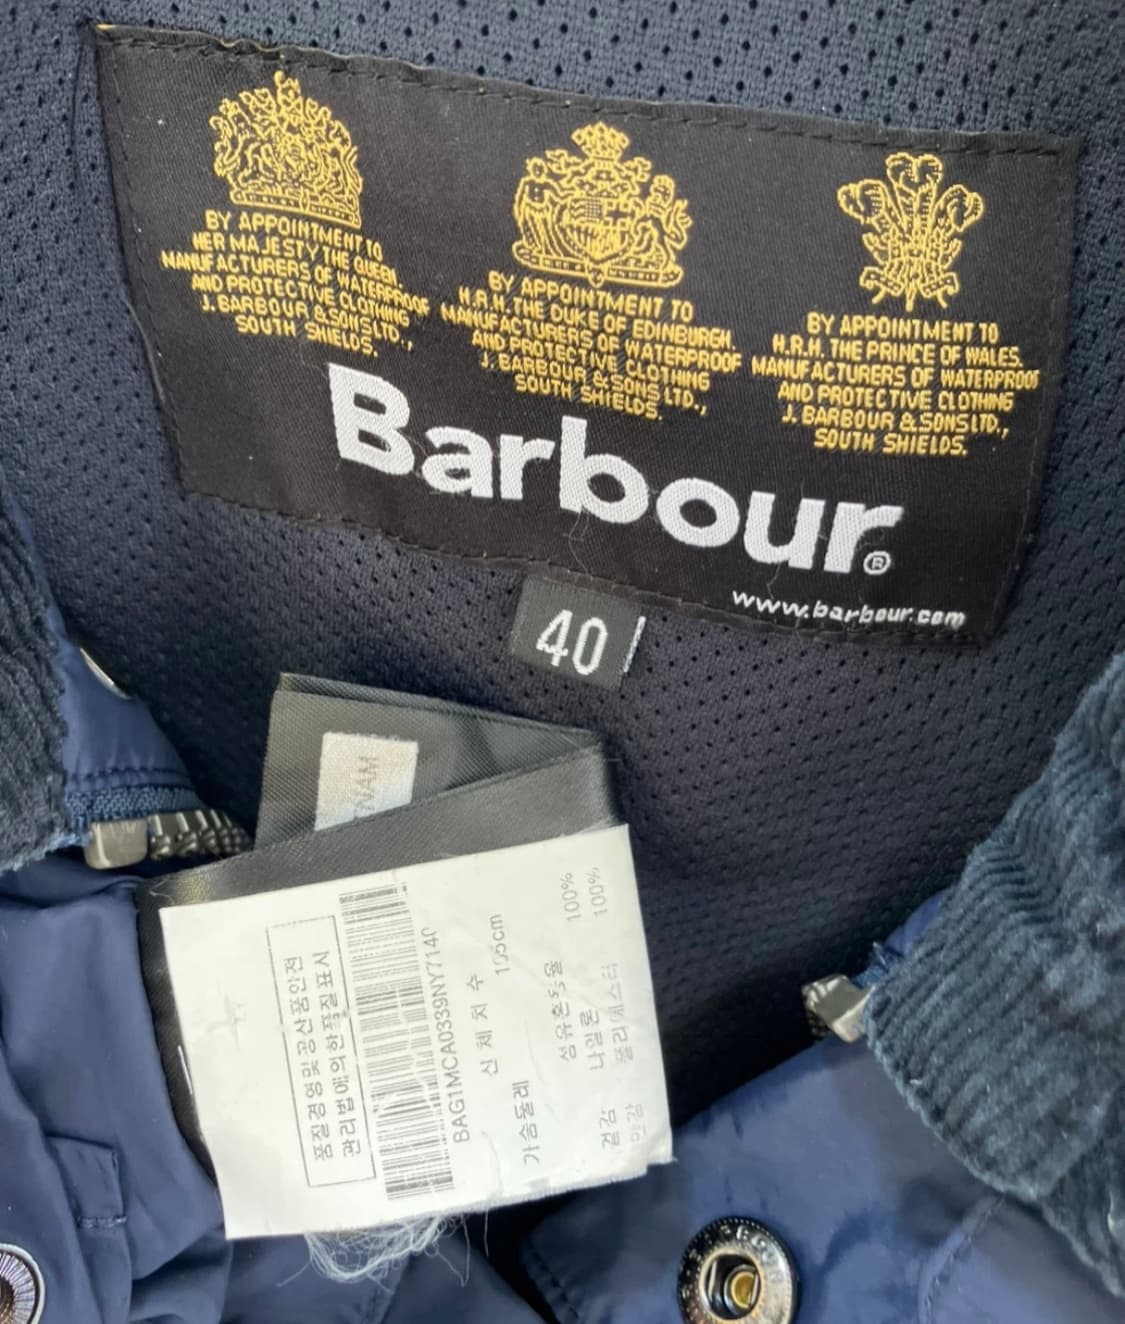 BY APPOINTMENT TO
HER MAJESTY THE QUEEN.
MANUFACTURERS OF WATERPROOF
AND PROTECTIVE CLOTHING
J. BARBOUR & SONS LTD.,
SOUTH SHIELDS.
BY APPOINTMENT TO
H.R.H. THE DUKE OF EDINBURGH.
MANUFACTURERS OF WATERPROOF
AND PROTECTIVE CLOTHING
J. BARBOUR & SONS LTD.,
SOUTH SHIELDS.
BY APPOINTMENT TO
H.R.H. THE PRINCE OF WALES.
MANUFACTURERS OF WATERPROOF
AND PROTECTIVE CLOTHING
J. BARBOUR & SONS LTD.,
SOUTH SHIELDS.
Barbour®
www.barbour.com
40
NAM
품질경영및공산품안전
관리법에의한품질표시
BAG1MCA0339NY7140
신체치수
가슴둘레 105cm
섬유혼용율
겉감 나일론 100%
안감 폴리에스터 100%